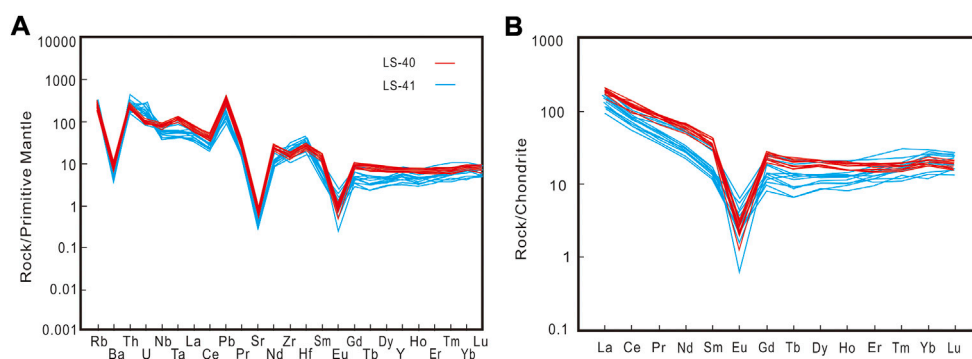 A
Rock/Primitive Mantle
10000
1000
100
10
1
0.1
0.01
0.001
LS-40
LS-41
Rb Th Nb La Pb Sr Zr Sm Gd Dy Ho Tm Lu
Ba U Ta Ce Pr Nd Hf Eu Tb Y Er Yb
B
Rock/Chondrite
1000
100
10
1
0.1
La Ce Pr Nd Sm Eu Gd Tb Dy Ho Er Tm Yb Lu